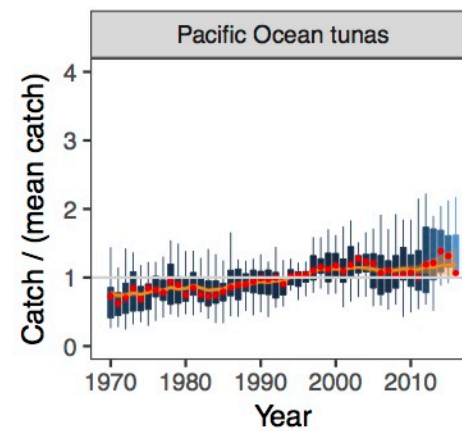 Pacific Ocean tunas
4
3
2
1
0
Catch / (mean catch)
1970 1980 1990 2000 2010
Year